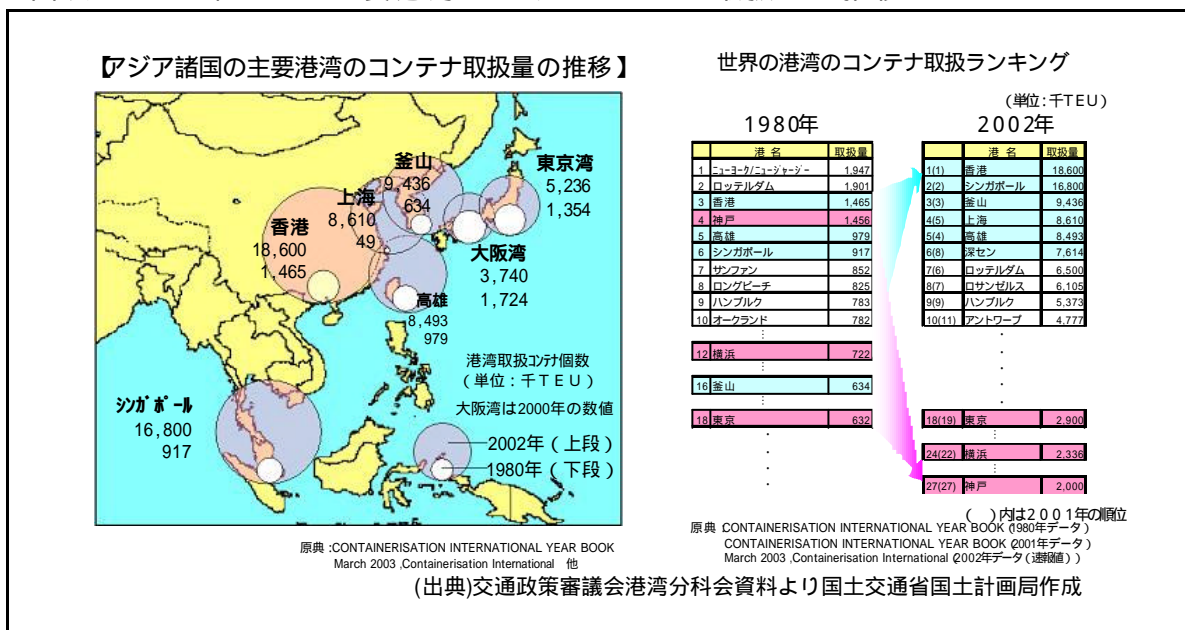 【アジア諸国の主要港湾のコンテナ取扱量の推移】
釜山
9,436
634
東京湾
5,236
1,354
上海
8,610
49
香港
18,600
1,465
大阪湾
3,740
1,724
高雄
8,493
979
港湾取扱コンテナ個数
(単位：千TEU)
大阪湾は2000年の数値
シンガポール
16,800
917
2002年(上段)
1980年(下段)
原典:CONTAINERISATION INTERNATIONAL YEAR BOOK
March 2003 ,Containerisation International 他
世界の港湾のコンテナ取扱ランキング
(単位：千TEU)
1980年
港 名 取扱量
1 ニューヨーク/ニュージャージー 1,947
2 ロッテルダム 1,901
3 香港 1,465
4 神戸 1,456
5 高雄 979
6 シンガポール 917
7 サンファン 852
8 ロングビーチ 825
9 ハンブルク 783
10 オークランド 782
⋮
12 横浜 722
⋮
16 釜山 634
⋮
18 東京 632
2002年
港 名 取扱量
1(1) 香港 18,600
2(2) シンガポール 16,800
3(3) 釜山 9,436
4(5) 上海 8,610
5(4) 高雄 8,493
6(8) 深セン 7,614
7(6) ロッテルダム 6,500
8(7) ロサンゼルス 6,105
9(9) ハンブルク 5,373
10(11) アントワープ 4,777
18(19) 東京 2,900
⋮
24(22) 横浜 2,336
⋮
27(27) 神戸 2,000
( )内は2001年の順位
原典:CONTAINERISATION INTERNATIONAL YEAR BOOK(1980年データ)
CONTAINERISATION INTERNATIONAL YEAR BOOK(2001年データ)
March 2003 ,Containerisation International(2002年データ(速報値))
(出典)交通政策審議会港湾分科会資料より国土交通省国土計画局作成